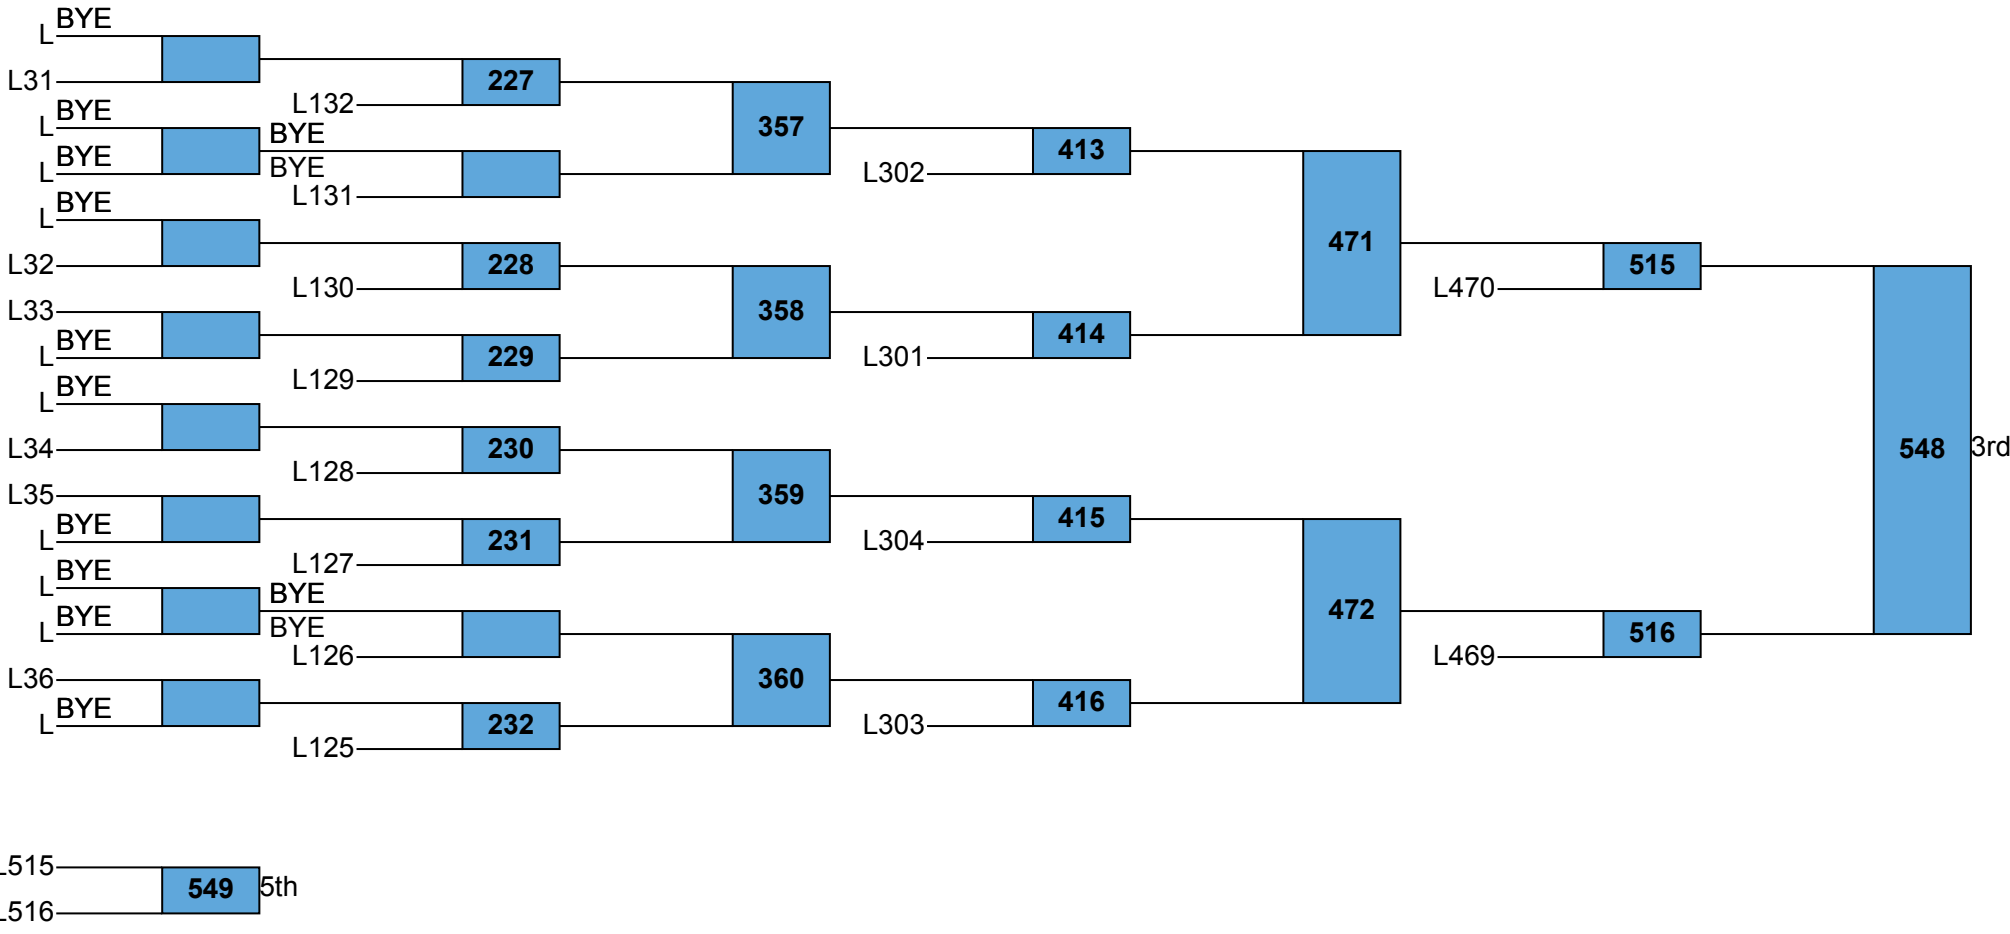 BYE
L
L31
BYE
L
BYE
L
BYE
L
L32
L33
BYE
L
BYE
L
L34
L35
BYE
L
BYE
L
BYE
L
L36
BYE
L
227
L132
BYE
BYE
L131
228
L130
229
L129
230
L128
231
L127
BYE
BYE
L126
232
L125
357
358
359
360
413
L302
414
L301
415
L304
416
L303
471
472
515
L470
516
L469
548 3rd
L515
549 5th
L516